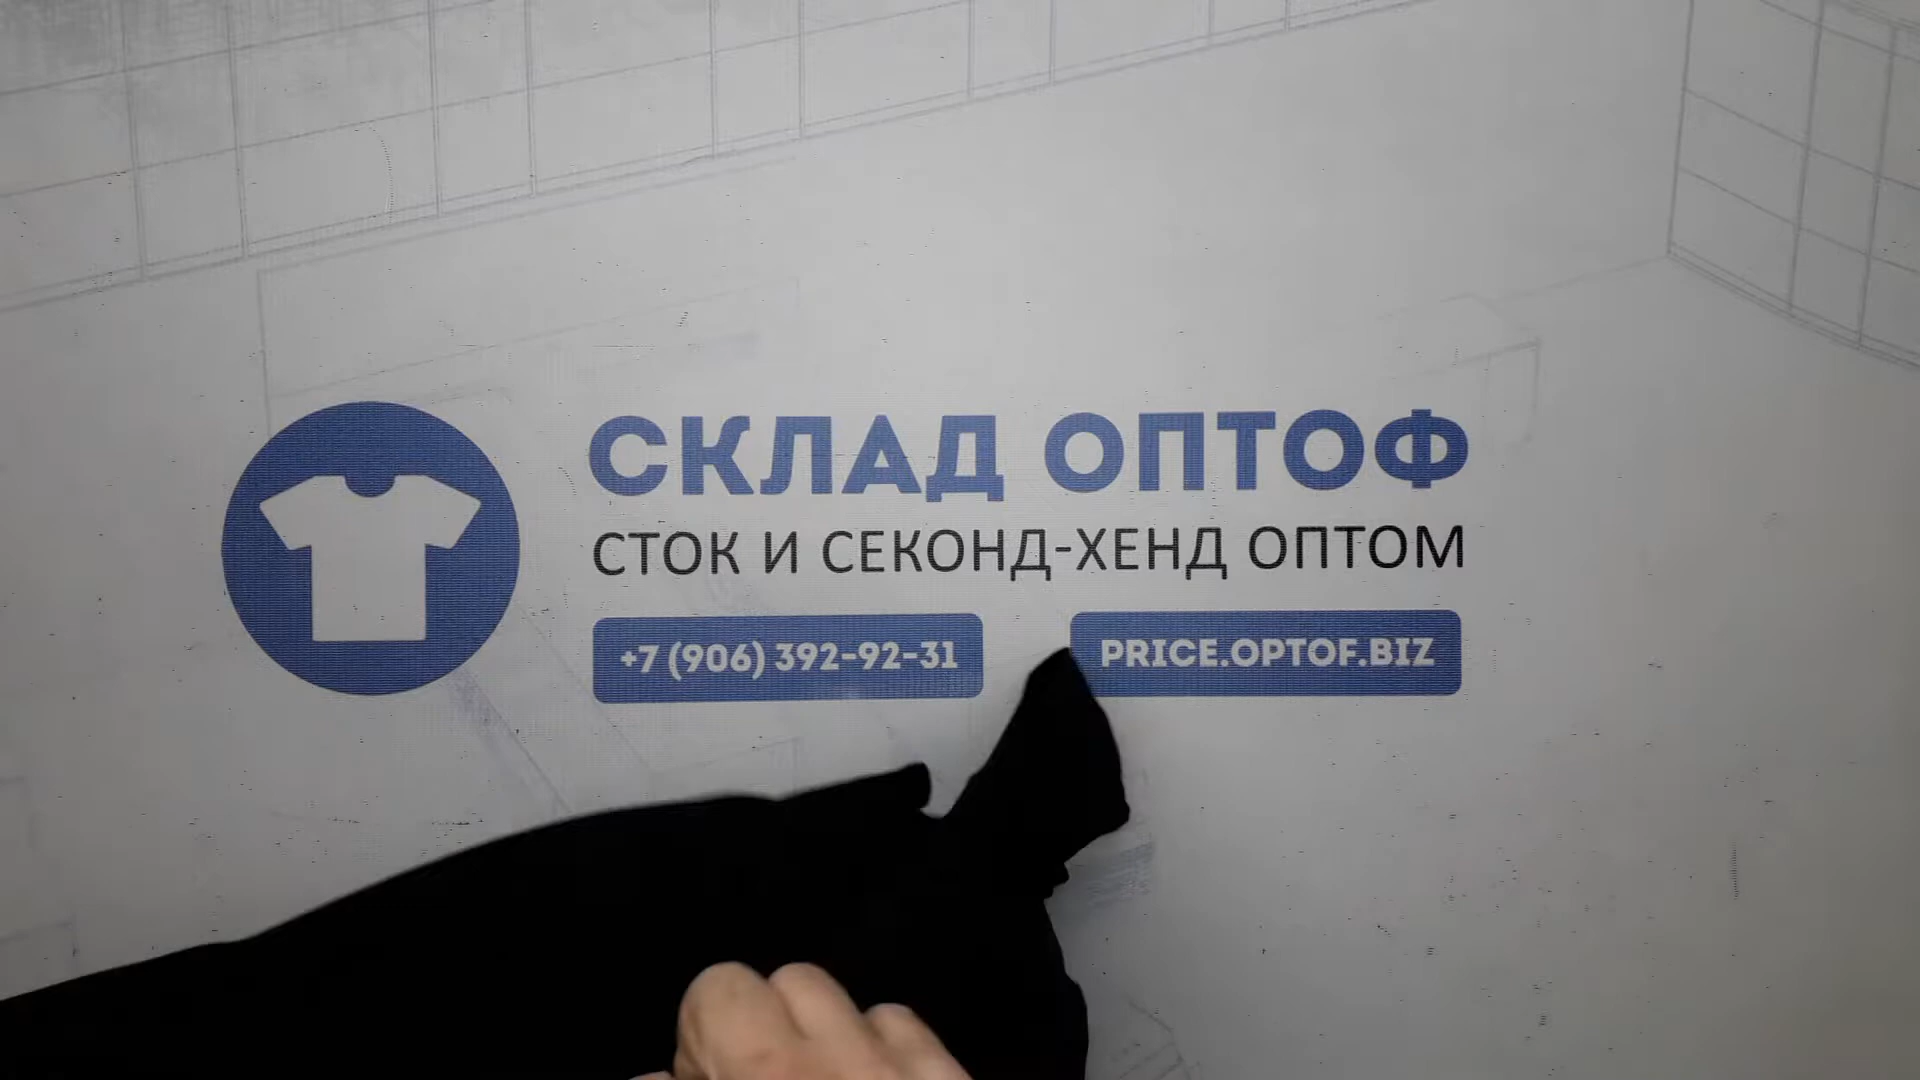 СКЛАД ОПТОФ
СТОК И СЕКОНД-ХЕНД ОПТОМ
+7 (906) 392-92-31
PRICE.OPTOF.BIZ